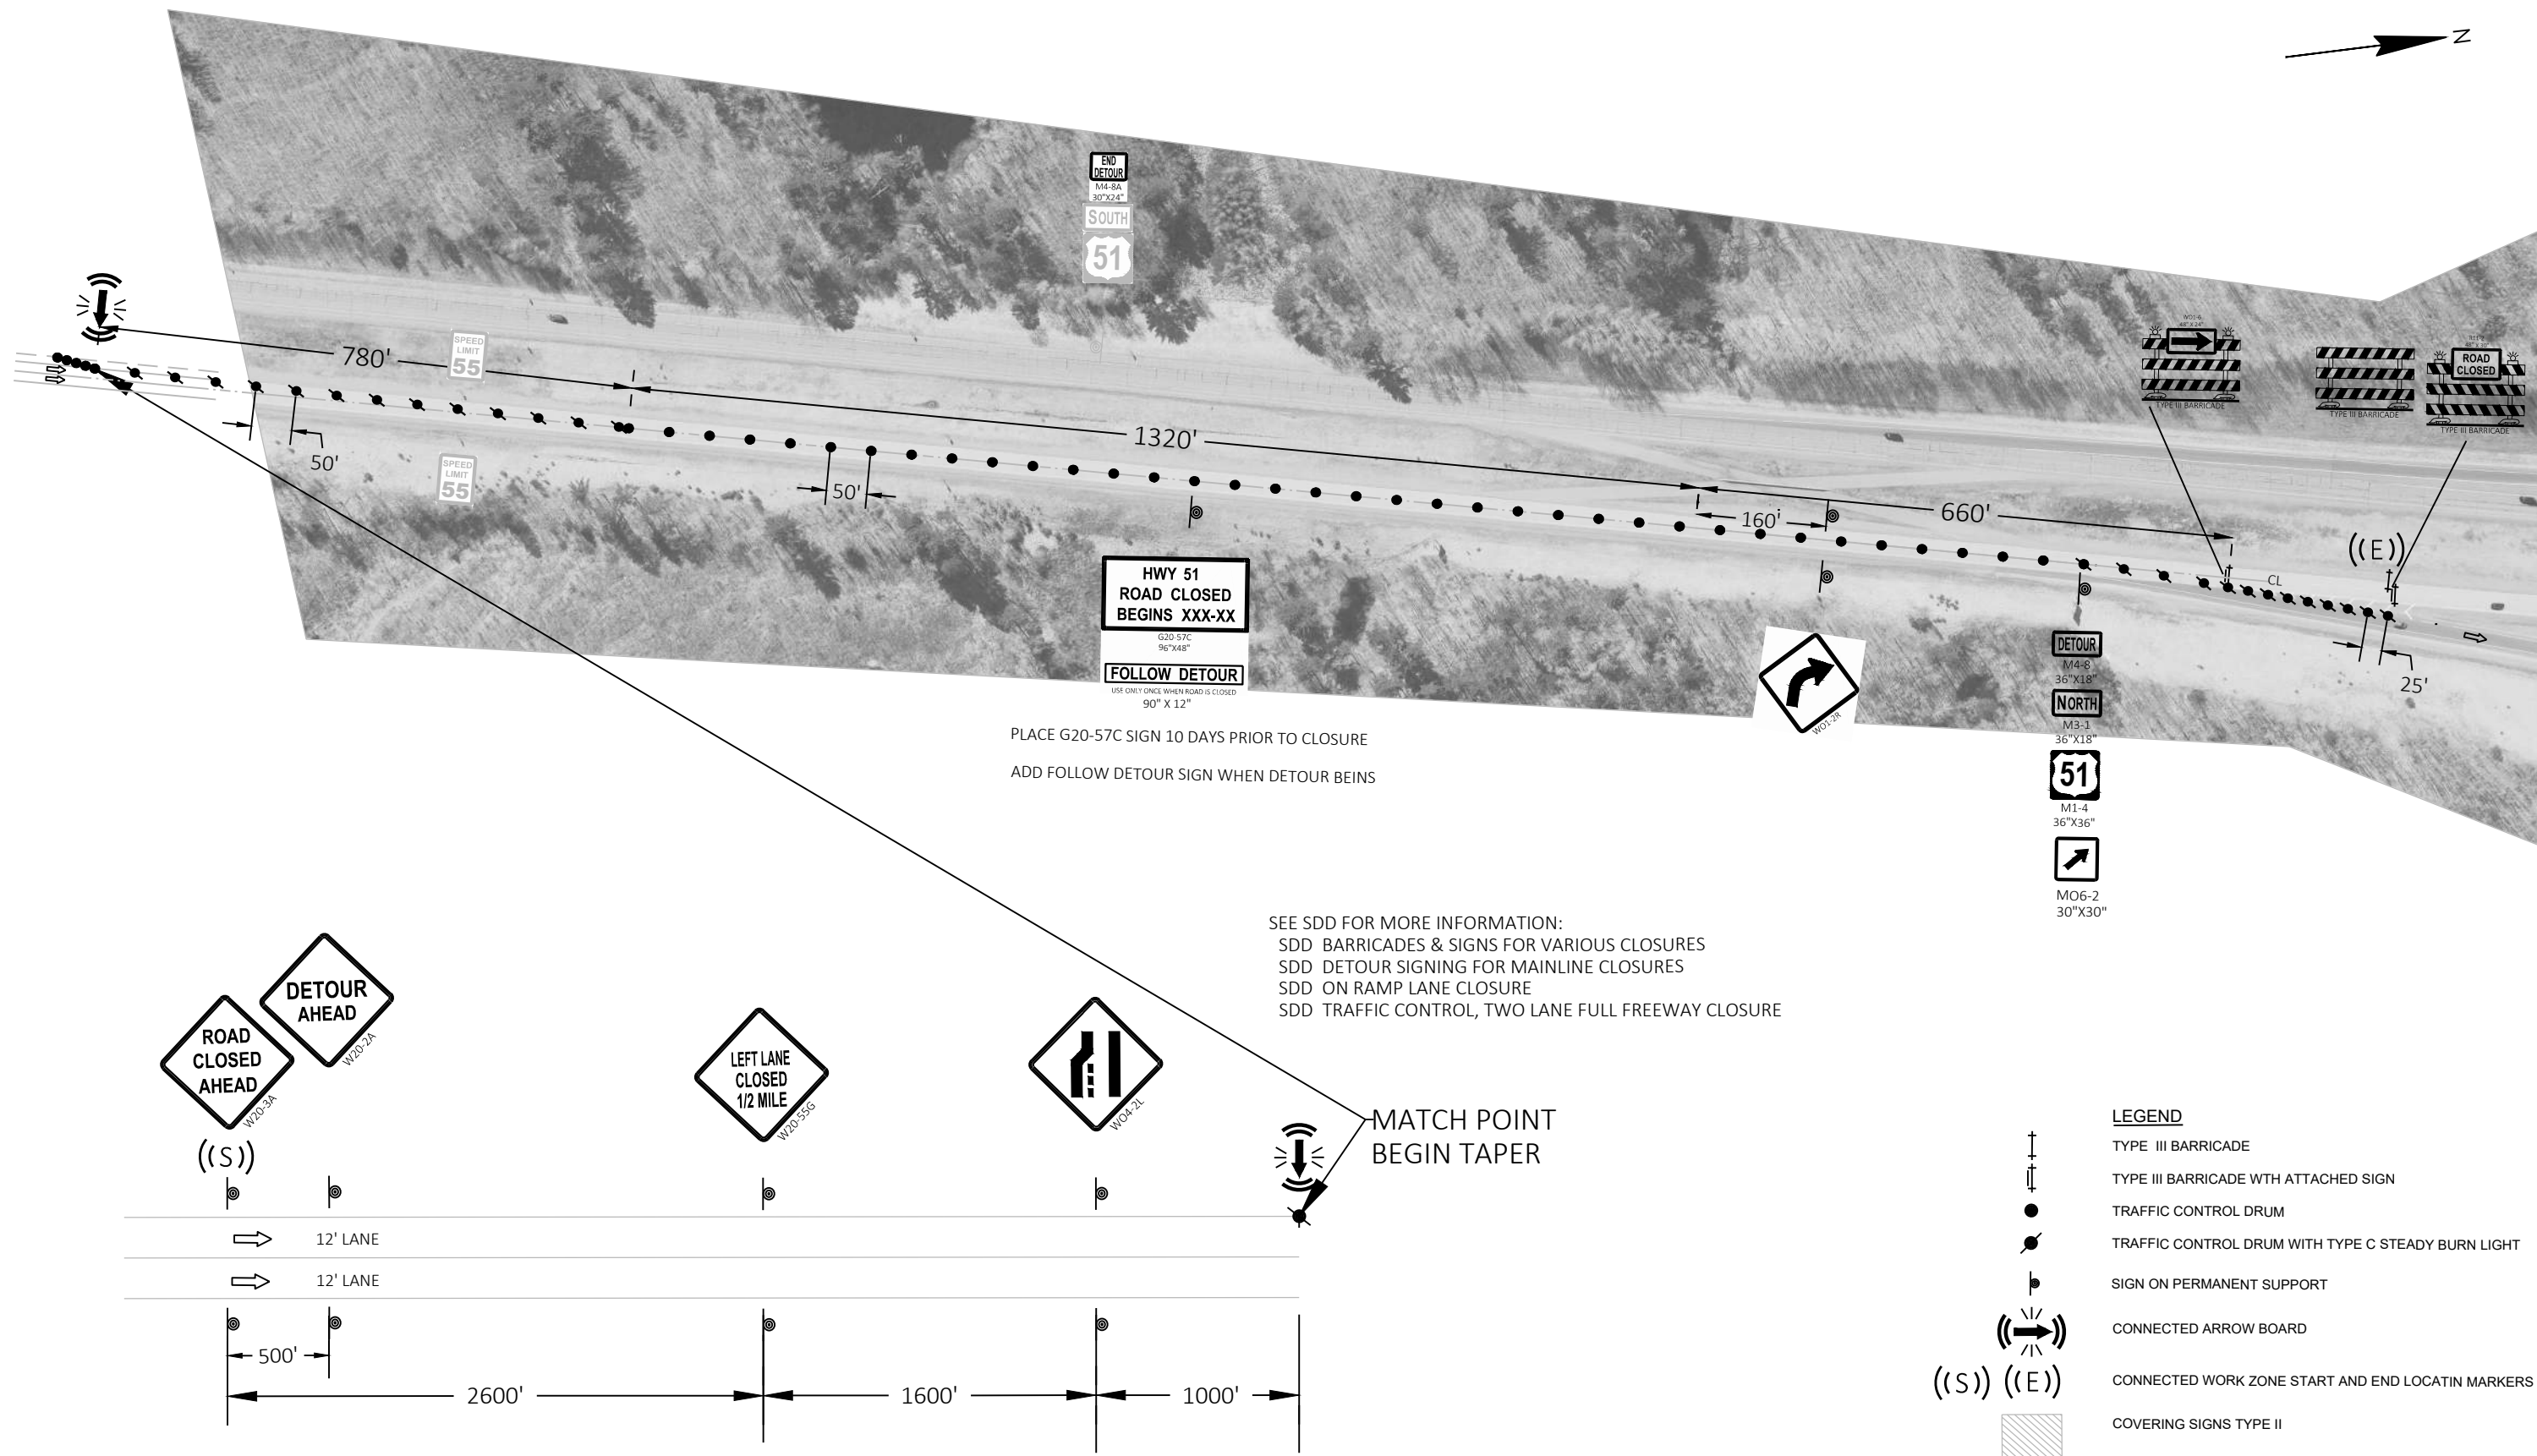 N
END
DETOUR
M4-8A
30"X24"
SOUTH
51
780'
SPEED
LIMIT
55
SPEED
LIMIT
55
50'
1320'
50'
160'
660'
WO1-6
48" X 24"
TYPE III BARRICADE
TYPE III BARRICADE
48" X 30"
ROAD
CLOSED
TYPE III BARRICADE
((E))
CL
25'
HWY 51
ROAD CLOSED
BEGINS XXX-XX
G20-57C
96"X48"
FOLLOW DETOUR
USE ONLY ONCE WHEN ROAD IS CLOSED
90" X 12"
PLACE G20-57C SIGN 10 DAYS PRIOR TO CLOSURE
ADD FOLLOW DETOUR SIGN WHEN DETOUR BEINS
WO1-2R
DETOUR
M4-8
36"X18"
NORTH
M3-1
36"X18"
51
M1-4
36"X36"
MO6-2
30"X30"
SEE SDD FOR MORE INFORMATION:
SDD BARRICADES & SIGNS FOR VARIOUS CLOSURES
SDD DETOUR SIGNING FOR MAINLINE CLOSURES
SDD ON RAMP LANE CLOSURE
SDD TRAFFIC CONTROL, TWO LANE FULL FREEWAY CLOSURE
ROAD
CLOSED
AHEAD
W20-3A
DETOUR
AHEAD
W20-2A
LEFT LANE
CLOSED
1/2 MILE
W20-55G
WO4-2L
((S))
MATCH POINT
BEGIN TAPER
12' LANE
12' LANE
500'
2600'
1600'
1000'
LEGEND
TYPE III BARRICADE
TYPE III BARRICADE WTH ATTACHED SIGN
TRAFFIC CONTROL DRUM
TRAFFIC CONTROL DRUM WITH TYPE C STEADY BURN LIGHT
SIGN ON PERMANENT SUPPORT
CONNECTED ARROW BOARD
((S)) ((E)) CONNECTED WORK ZONE START AND END LOCATIN MARKERS
COVERING SIGNS TYPE II